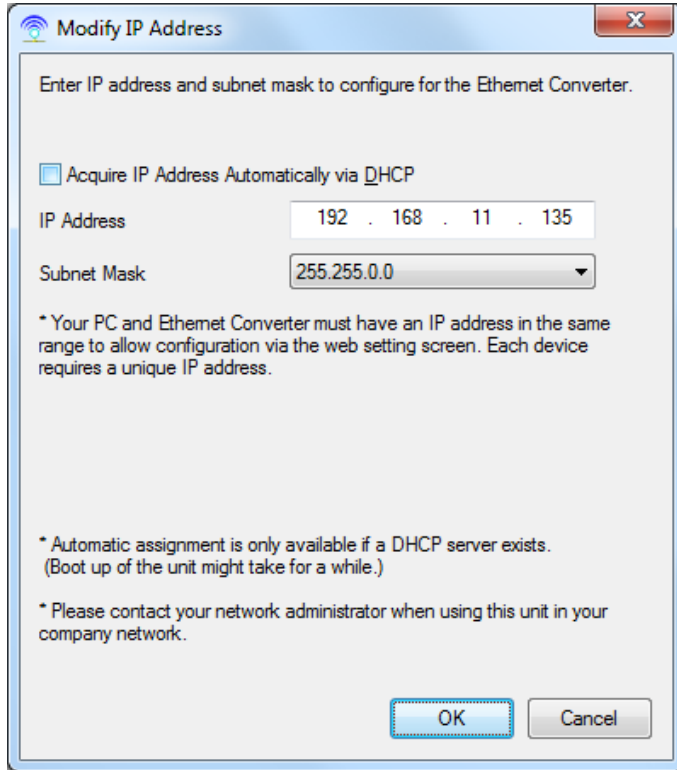 Modify IP Address
Enter IP address and subnet mask to configure for the Ethernet Converter.
Acquire IP Address Automatically via DHCP
IP Address 192 . 168 . 11 . 135
Subnet Mask 255.255.0.0
* Your PC and Ethernet Converter must have an IP address in the same
range to allow configuration via the web setting screen. Each device
requires a unique IP address.
* Automatic assignment is only available if a DHCP server exists.
(Boot up of the unit might take for a while.)
* Please contact your network administrator when using this unit in your
company network.
OK Cancel